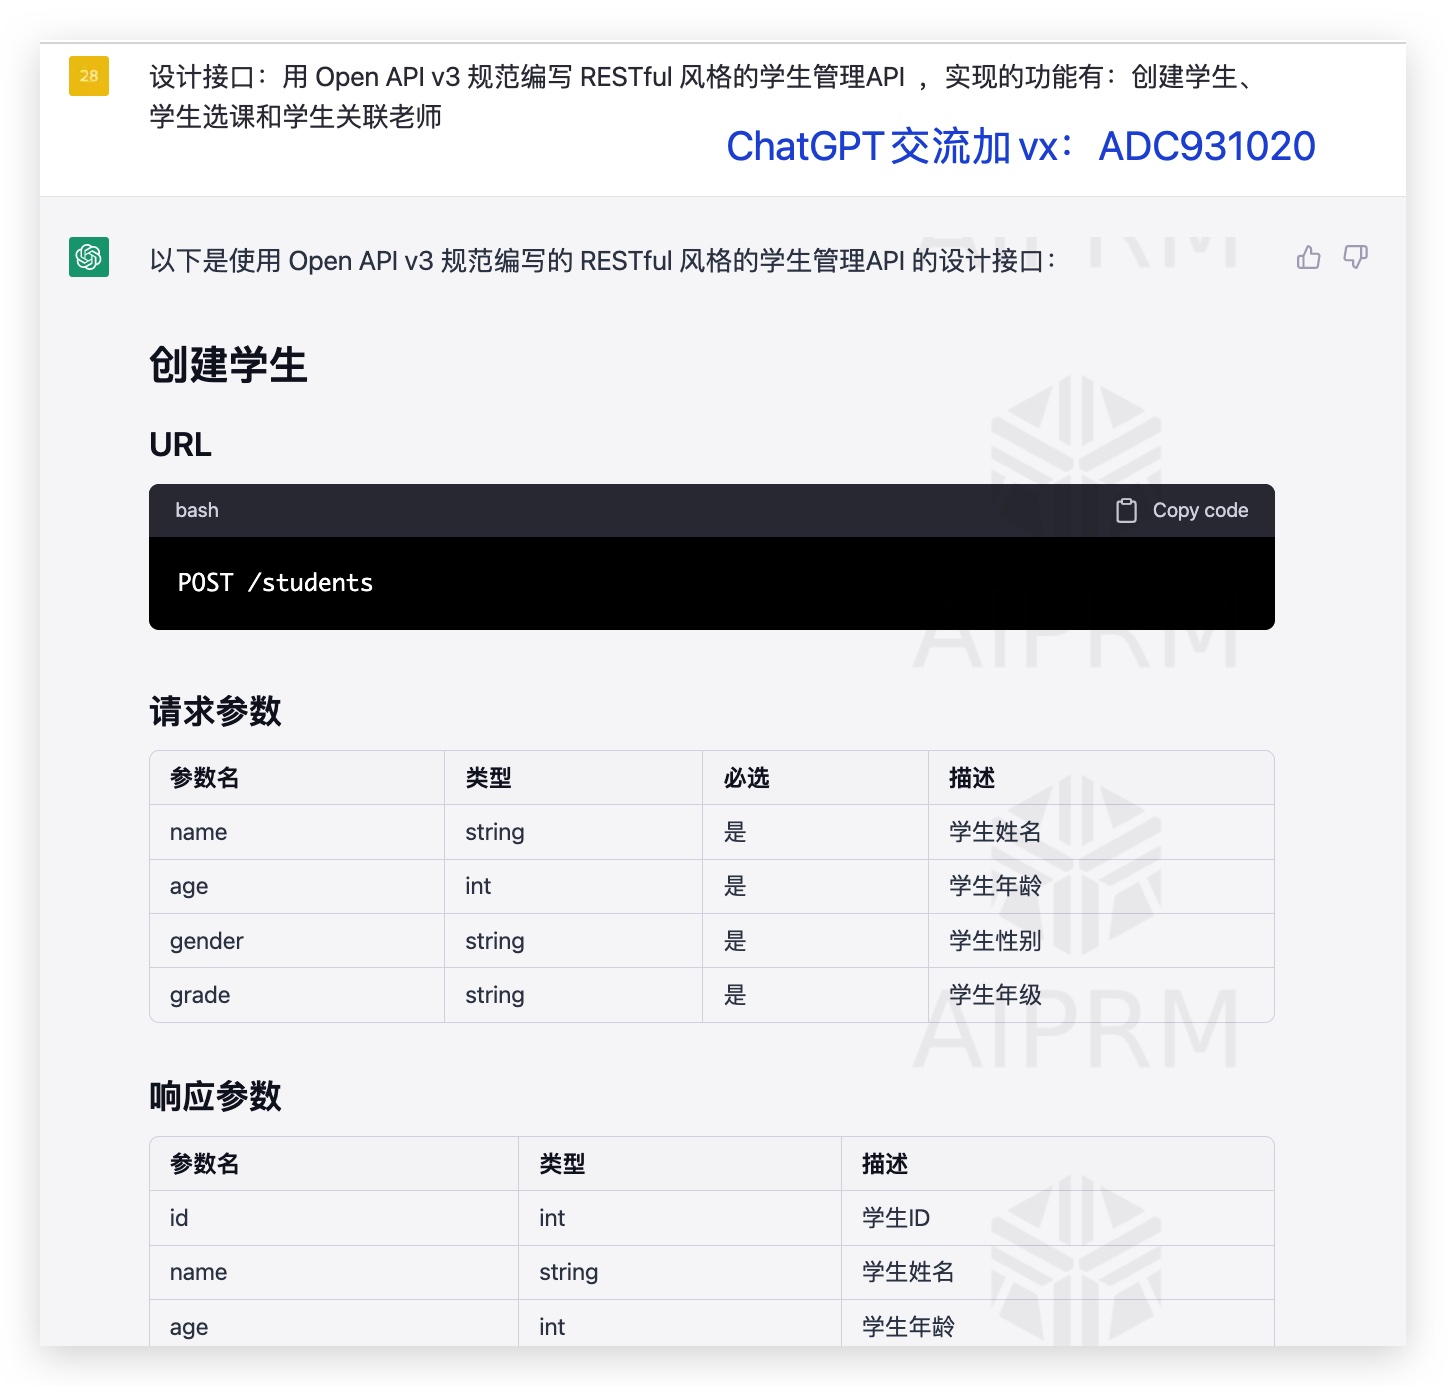 28
设计接口：用 Open API v3 规范编写 RESTful 风格的学生管理API ，实现的功能有：创建学生、
学生选课和学生关联老师
ChatGPT 交流加 vx： ADC931020
以下是使用 Open API v3 规范编写的 RESTful 风格的学生管理API 的设计接口：
AIPRM
创建学生
URL
bash Copy code
POST /students
AIPRM
请求参数
参数名 类型 必选 描述
name string 是 学生姓名
age int 是 学生年龄
gender string 是 学生性别
grade string 是 学生年级
AIPRM
响应参数
参数名 类型 描述
id int 学生ID
name string 学生姓名
age int 学生年龄